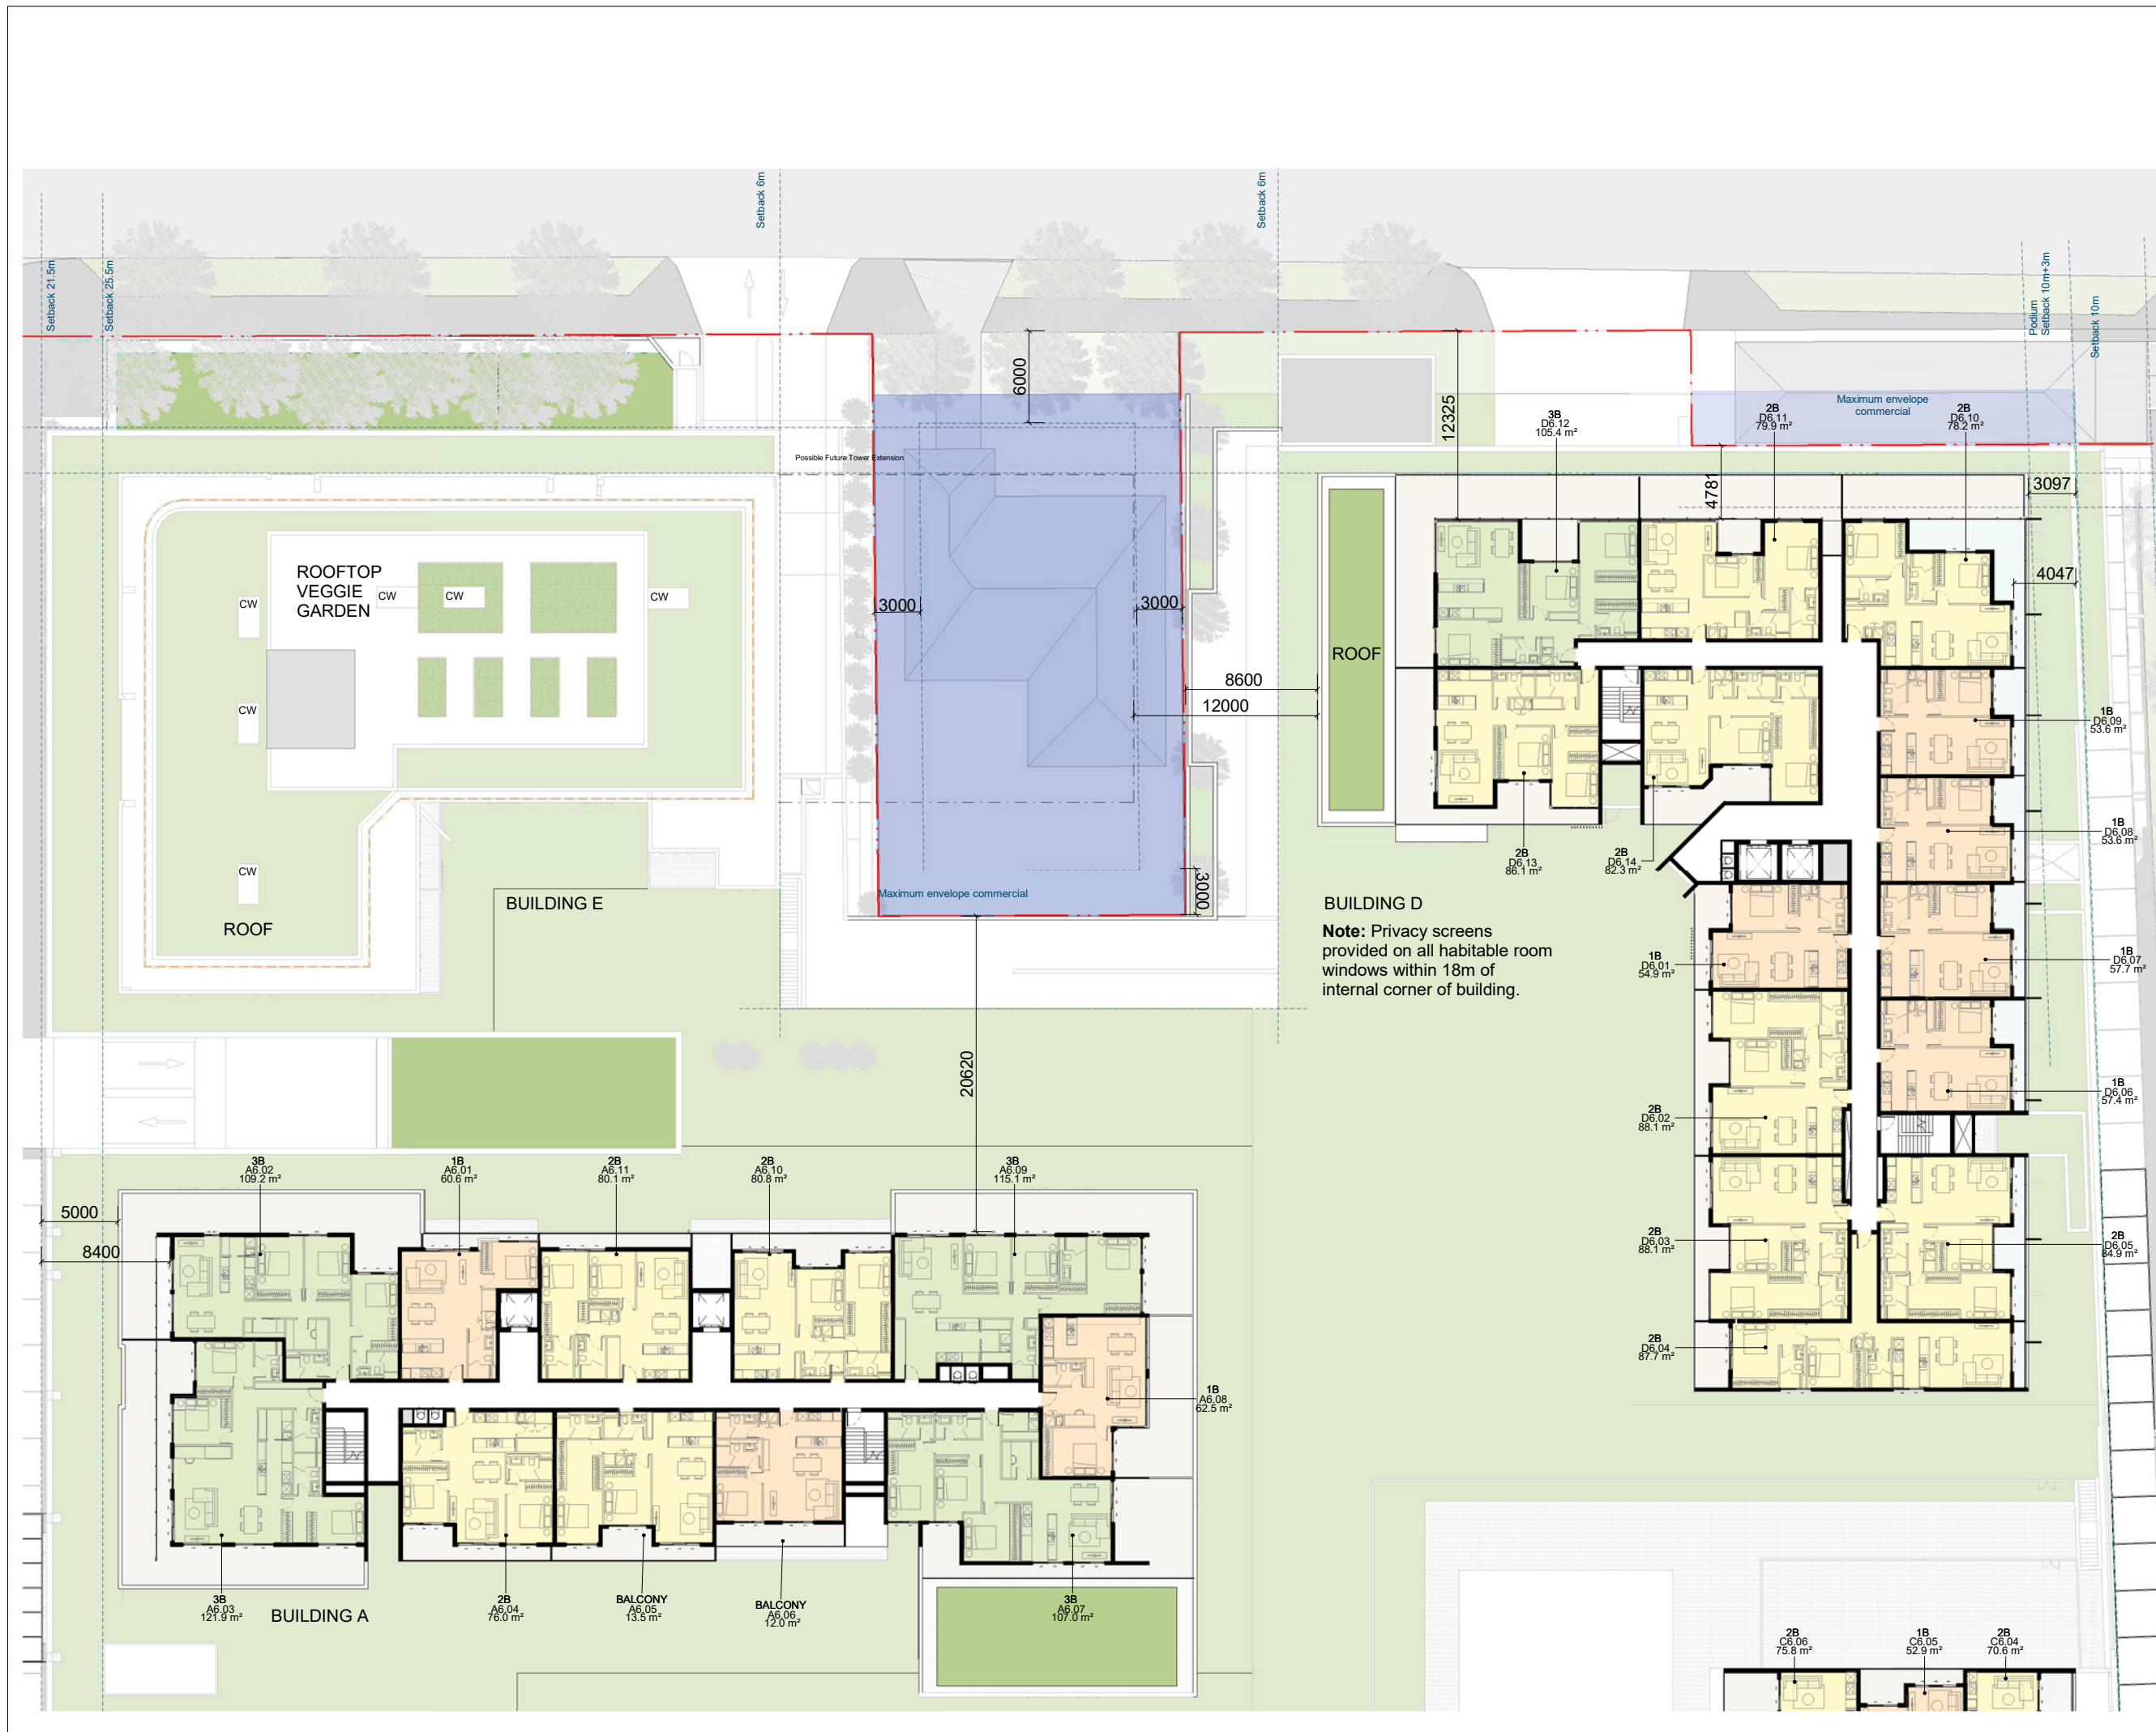 Setback 6m
Setback 6m
Setback 21.5m
Setback 25.5m
Podium
Setback 10m+3m
Setback 10m
6000
12325
Maximum envelope
commercial
3B
D6.12
105.4 m²
2B
D6.11
79.9 m²
2B
D6.10
78.2 m²
Possible Future Tower Extension
4781
3097
4047
ROOFTOP
VEGGIE
GARDEN
CW
CW
CW
CW
3000
3000
ROOF
8600
12000
CW
1B
D6.09
53.6 m²
1B
D6.08
53.6 m²
2B
D6.13
86.1 m²
2B
D6.14
82.3 m²
CW
3000
Maximum envelope commercial
ROOF
BUILDING E
BUILDING D
Note: Privacy screens
provided on all habitable room
windows within 18m of
internal corner of building.
1B
D6.01
54.9 m²
1B
D6.07
57.7 m²
20620
1B
D6.06
57.4 m²
2B
D6.02
88.1 m²
3B
A6.02
109.2 m²
1B
A6.01
60.6 m²
2B
A6.11
80.1 m²
2B
A6.10
80.8 m²
3B
A6.09
115.1 m²
5000
8400
2B
D6.03
88.1 m²
2B
D6.05
84.9 m²
2B
D6.04
87.7 m²
1B
A6.08
62.5 m²
3B
A6.03
121.9 m²
BUILDING A
2B
A6.04
76.0 m²
BALCONY
A6.05
13.5 m²
BALCONY
A6.06
12.0 m²
3B
A6.07
107.0 m²
2B
C6.06
75.8 m²
1B
C6.05
52.9 m²
2B
C6.04
70.6 m²